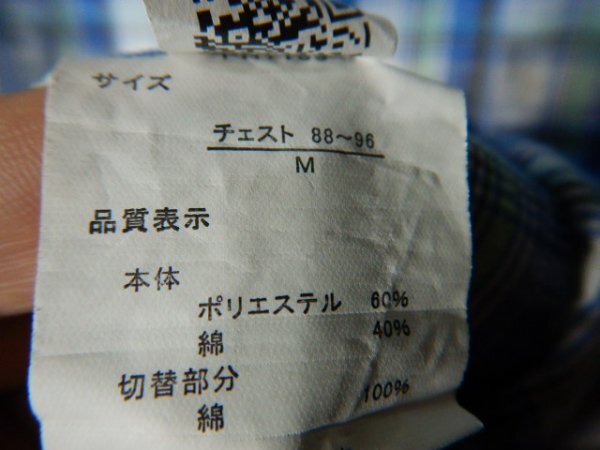 サイズ
チェスト 88～96
M
品質表示
本体
ポリエステル 60%
綿 40%
切替部分
綿 100%